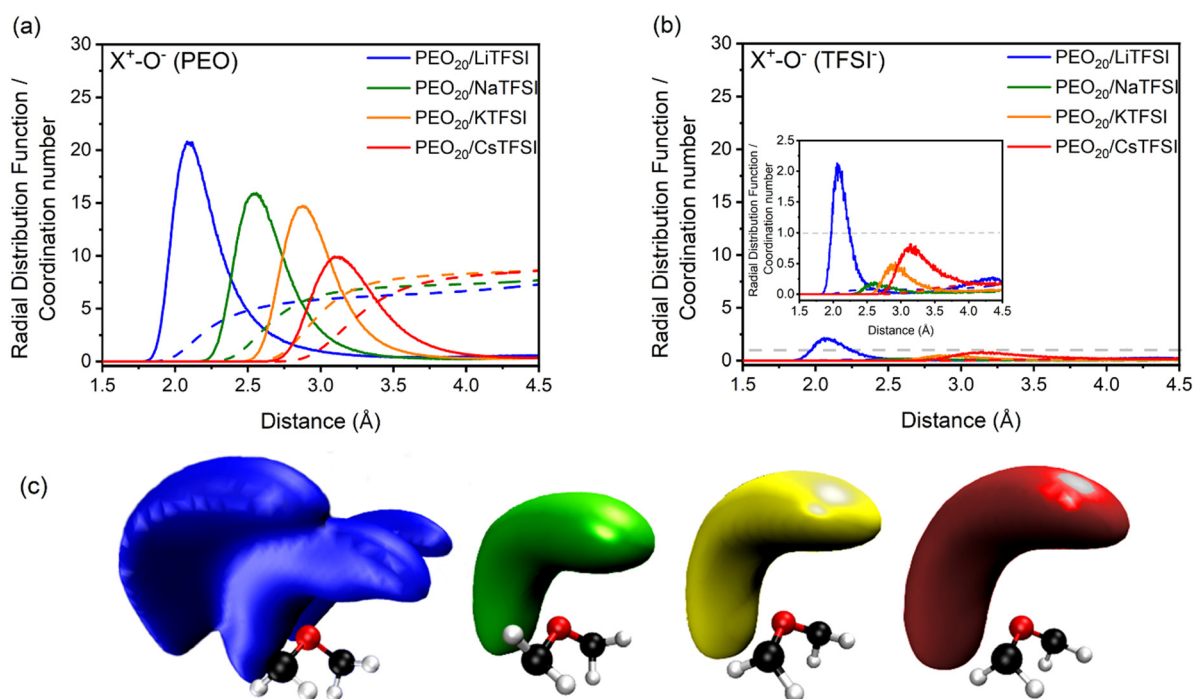 (a)
X⁺-O⁻ (PEO)
PEO₂₀/LiTFSI
PEO₂₀/NaTFSI
PEO₂₀/KTFSI
PEO₂₀/CsTFSI
Radial Distribution Function /
Coordination number
30
25
20
15
10
5
0
1.5 2.0 2.5 3.0 3.5 4.0 4.5
Distance (Å)
(b)
X⁺-O⁻ (TFSI⁻)
PEO₂₀/LiTFSI
PEO₂₀/NaTFSI
PEO₂₀/KTFSI
PEO₂₀/CsTFSI
Radial Distribution Function /
Coordination number
30
25
20
15
10
5
0
1.5 2.0 2.5 3.0 3.5 4.0 4.5
Distance (Å)
Radial Distribution Function /
Coordination number
2.5
2.0
1.5
1.0
0.5
0.0
1.5 2.0 2.5 3.0 3.5 4.0 4.5
Distance (Å)
(c)